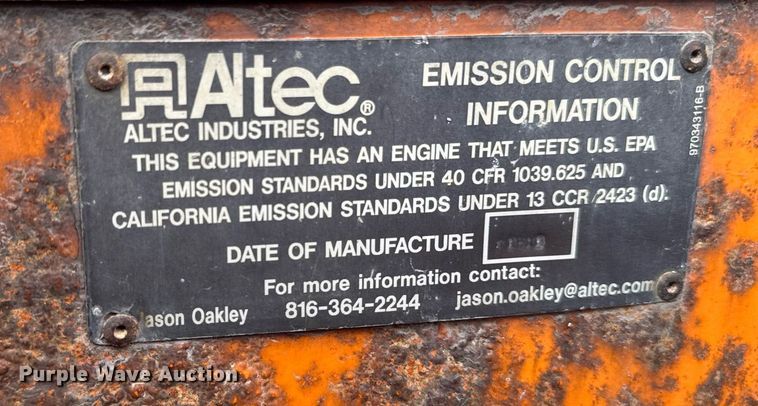 Altec®
ALTEC INDUSTRIES, INC.
EMISSION CONTROL
INFORMATION
THIS EQUIPMENT HAS AN ENGINE THAT MEETS U.S. EPA
EMISSION STANDARDS UNDER 40 CFR 1039.625 AND
CALIFORNIA EMISSION STANDARDS UNDER 13 CCR 2423 (d).
DATE OF MANUFACTURE
For more information contact:
Jason Oakley 816-364-2244 jason.oakley@altec.com
970343116-B
Purple Wave Auction